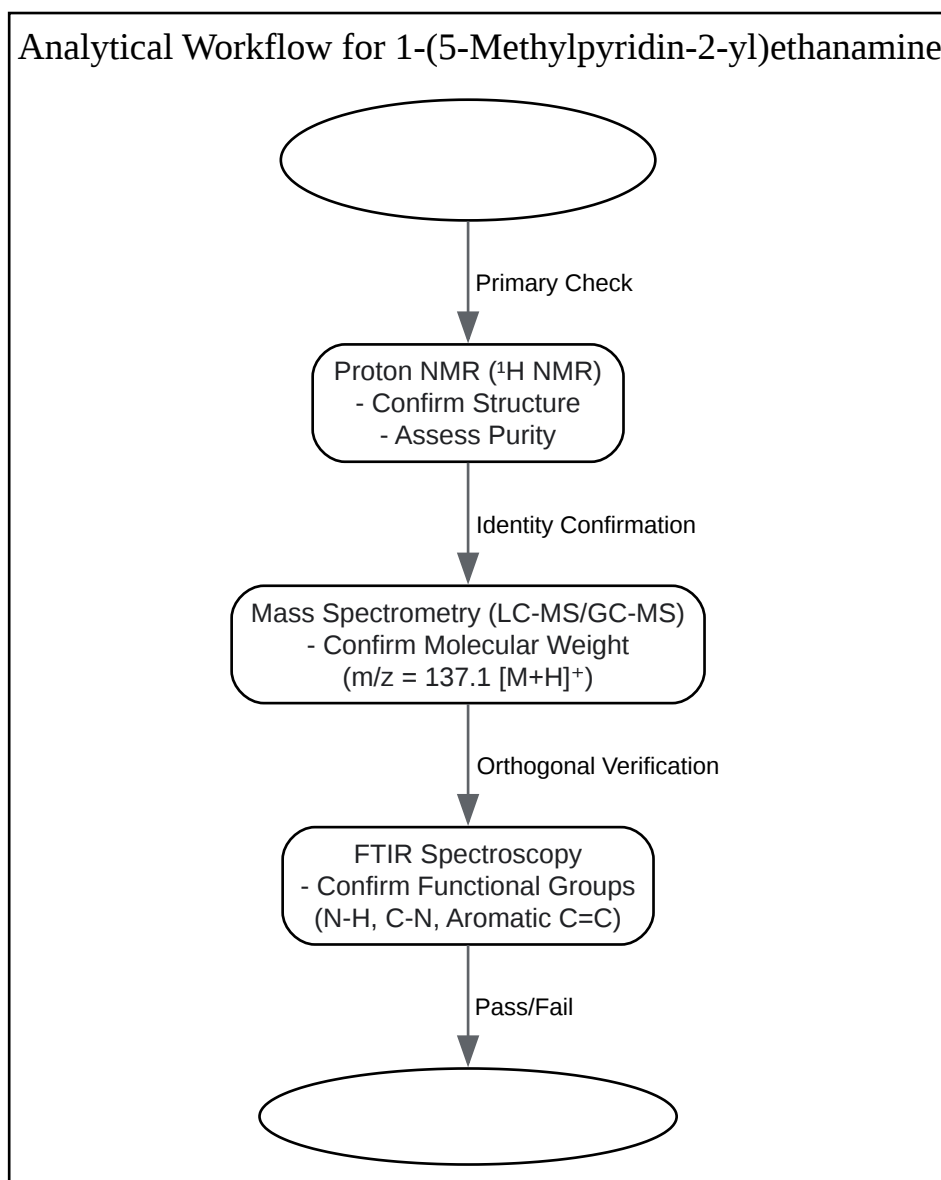 Analytical Workflow for 1-(5-Methylpyridin-2-yl)ethanamine
Primary Check
Proton NMR (¹H NMR)
- Confirm Structure
- Assess Purity
Identity Confirmation
Mass Spectrometry (LC-MS/GC-MS)
- Confirm Molecular Weight
(m/z = 137.1 [M+H]⁺)
Orthogonal Verification
FTIR Spectroscopy
- Confirm Functional Groups
(N-H, C-N, Aromatic C=C)
Pass/Fail